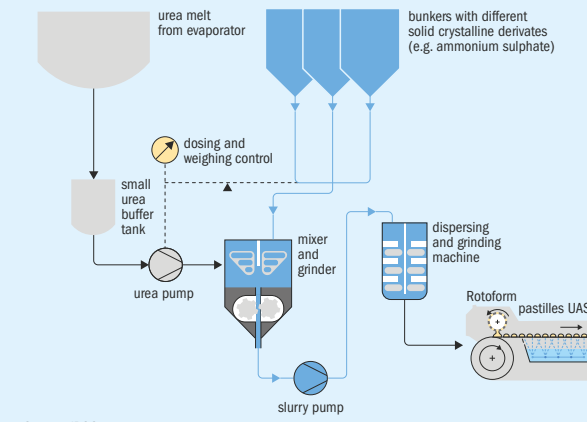 urea melt
from evaporator
bunkers with different
solid crystalline derivates
(e.g. ammonium sulphate)
dosing and
weighing control
small
urea
buffer
tank
urea pump
mixer
and
grinder
dispersing
and grinding
machine
Rotoform
pastilles UAS
slurry pump